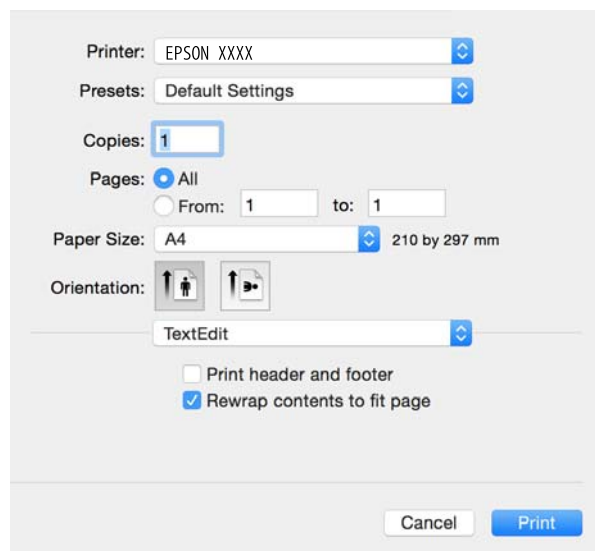 Printer: EPSON XXXX
Presets: Default Settings
Copies: 1
Pages: All
From: 1 to: 1
Paper Size: A4 210 by 297 mm
Orientation:
TextEdit
Print header and footer
Rewrap contents to fit page
Cancel Print